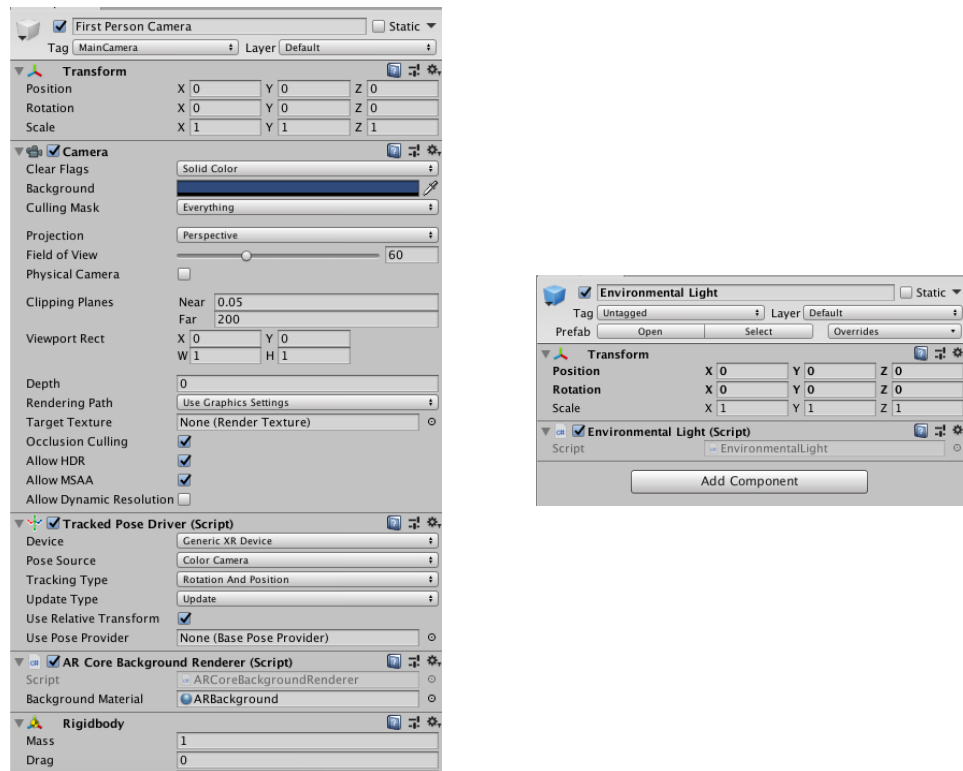 First Person Camera Static
Tag MainCamera Layer Default
Transform
Position X 0 Y 0 Z 0
Rotation X 0 Y 0 Z 0
Scale X 1 Y 1 Z 1
Camera
Clear Flags Solid Color
Background
Culling Mask Everything
Projection Perspective
Field of View 60
Physical Camera
Clipping Planes Near 0.05
Far 200
Viewport Rect X 0 Y 0
W 1 H 1
Depth 0
Rendering Path Use Graphics Settings
Target Texture None (Render Texture)
Occlusion Culling
Allow HDR
Allow MSAA
Allow Dynamic Resolution
Tracked Pose Driver (Script)
Device Generic XR Device
Pose Source Color Camera
Tracking Type Rotation And Position
Update Type Update
Use Relative Transform
Use Pose Provider None (Base Pose Provider)
AR Core Background Renderer (Script)
Script ARCoreBackgroundRenderer
Background Material ARBackground
Rigidbody
Mass 1
Drag 0
Environmental Light Static
Tag Untagged Layer Default
Prefab Open Select Overrides
Transform
Position X 0 Y 0 Z 0
Rotation X 0 Y 0 Z 0
Scale X 1 Y 1 Z 1
Environmental Light (Script)
Script EnvironmentalLight
Add Component